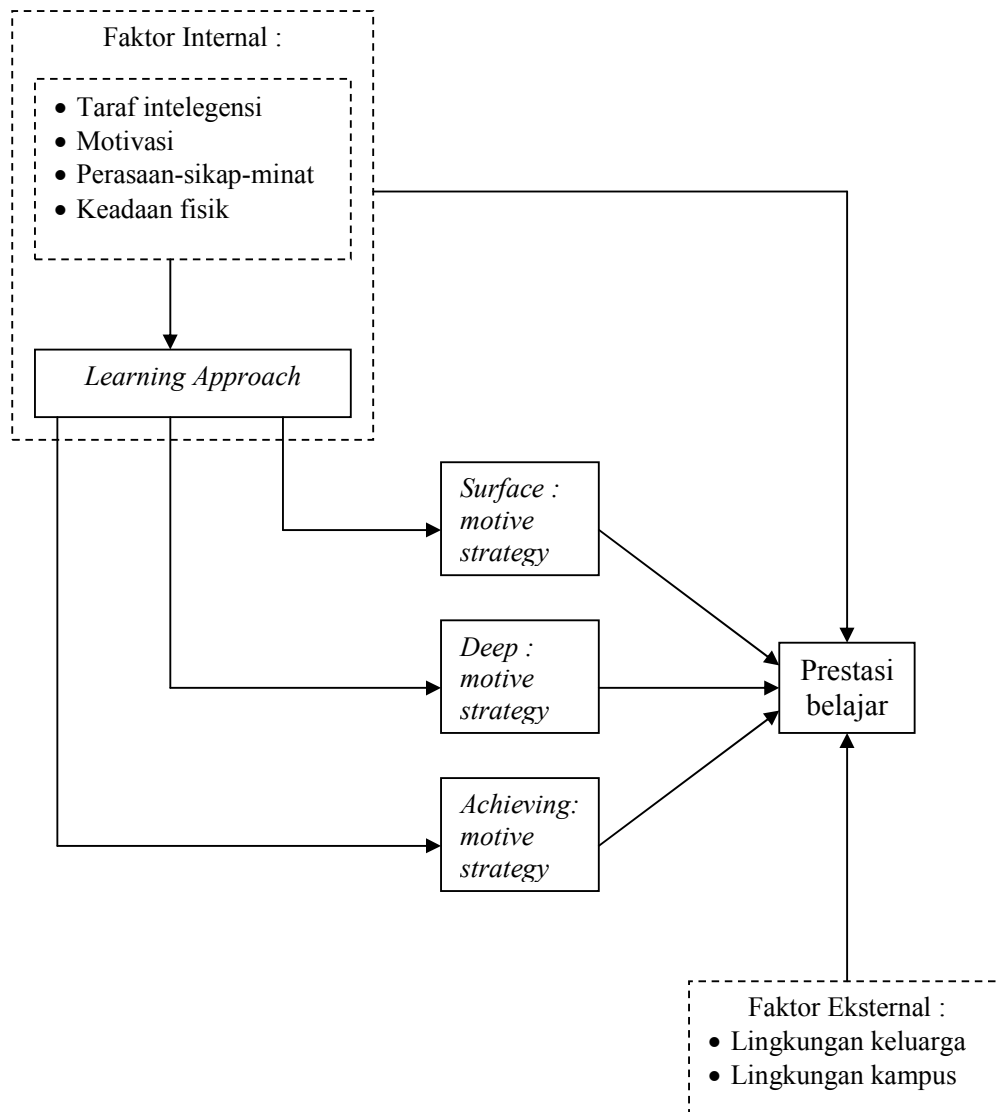 Faktor Internal :
• Taraf intelegensi
• Motivasi
• Perasaan-sikap-minat
• Keadaan fisik
Learning Approach
Surface :
motive
strategy
Deep :
motive
strategy
Achieving:
motive
strategy
Prestasi
belajar
Faktor Eksternal :
• Lingkungan keluarga
• Lingkungan kampus